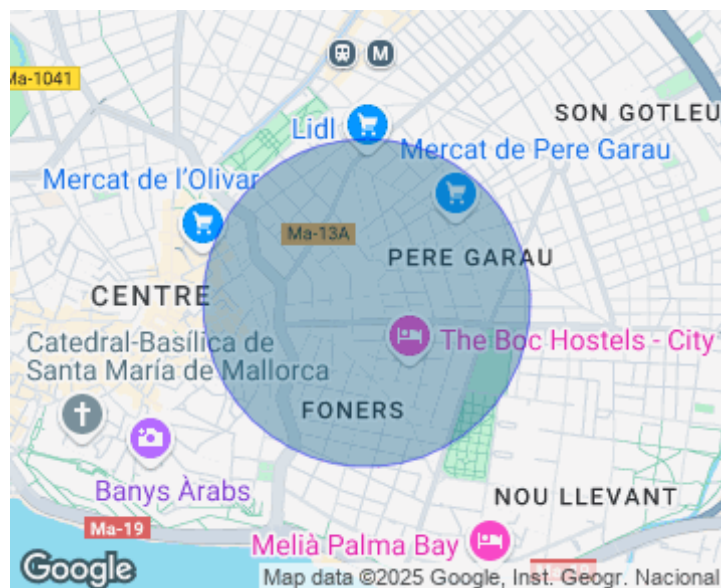 Ma-1041
M
SON GOTLEU
Lidl
Mercat de Pere Garau
Mercat de l'Olivar
Ma-13A
PERE GARAU
CENTRE
Catedral-Basílica de
Santa María de Mallorca
The Boc Hostels - City
FONERS
Banys Àrabs
NOU LLEVANT
Ma-19
Melià Palma Bay
Google
Map data ©2025 Google, Inst. Geogr. Nacional